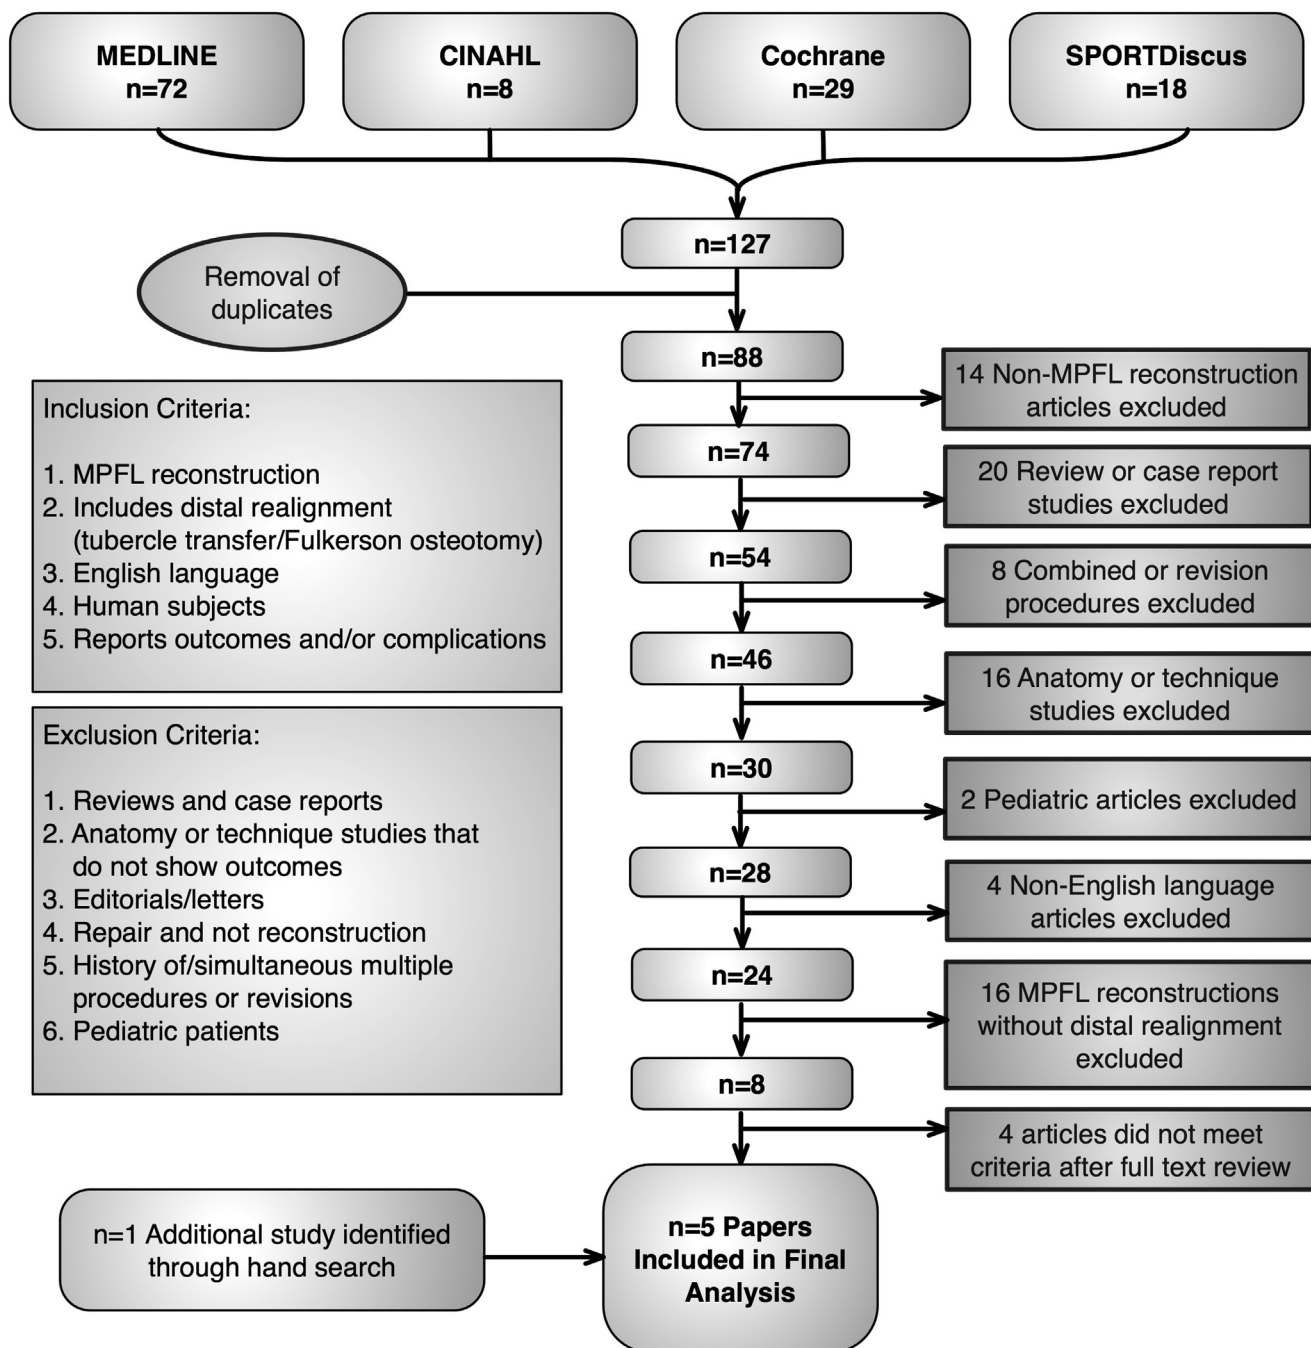 MEDLINE
n=72
CINAHL
n=8
Cochrane
n=29
SPORTDiscus
n=18
n=127
Removal of
duplicates
n=88
14 Non-MPFL reconstruction
articles excluded
n=74
20 Review or case report
studies excluded
n=54
8 Combined or revision
procedures excluded
n=46
16 Anatomy or technique
studies excluded
n=30
2 Pediatric articles excluded
n=28
4 Non-English language
articles excluded
n=24
16 MPFL reconstructions
without distal realignment
excluded
n=8
4 articles did not meet
criteria after full text review
Inclusion Criteria:
1. MPFL reconstruction
2. Includes distal realignment
(tubercle transfer/Fulkerson osteotomy)
3. English language
4. Human subjects
5. Reports outcomes and/or complications
Exclusion Criteria:
1. Reviews and case reports
2. Anatomy or technique studies that
do not show outcomes
3. Editorials/letters
4. Repair and not reconstruction
5. History of/simultaneous multiple
procedures or revisions
6. Pediatric patients
n=1 Additional study identified
through hand search
n=5 Papers
Included in Final
Analysis